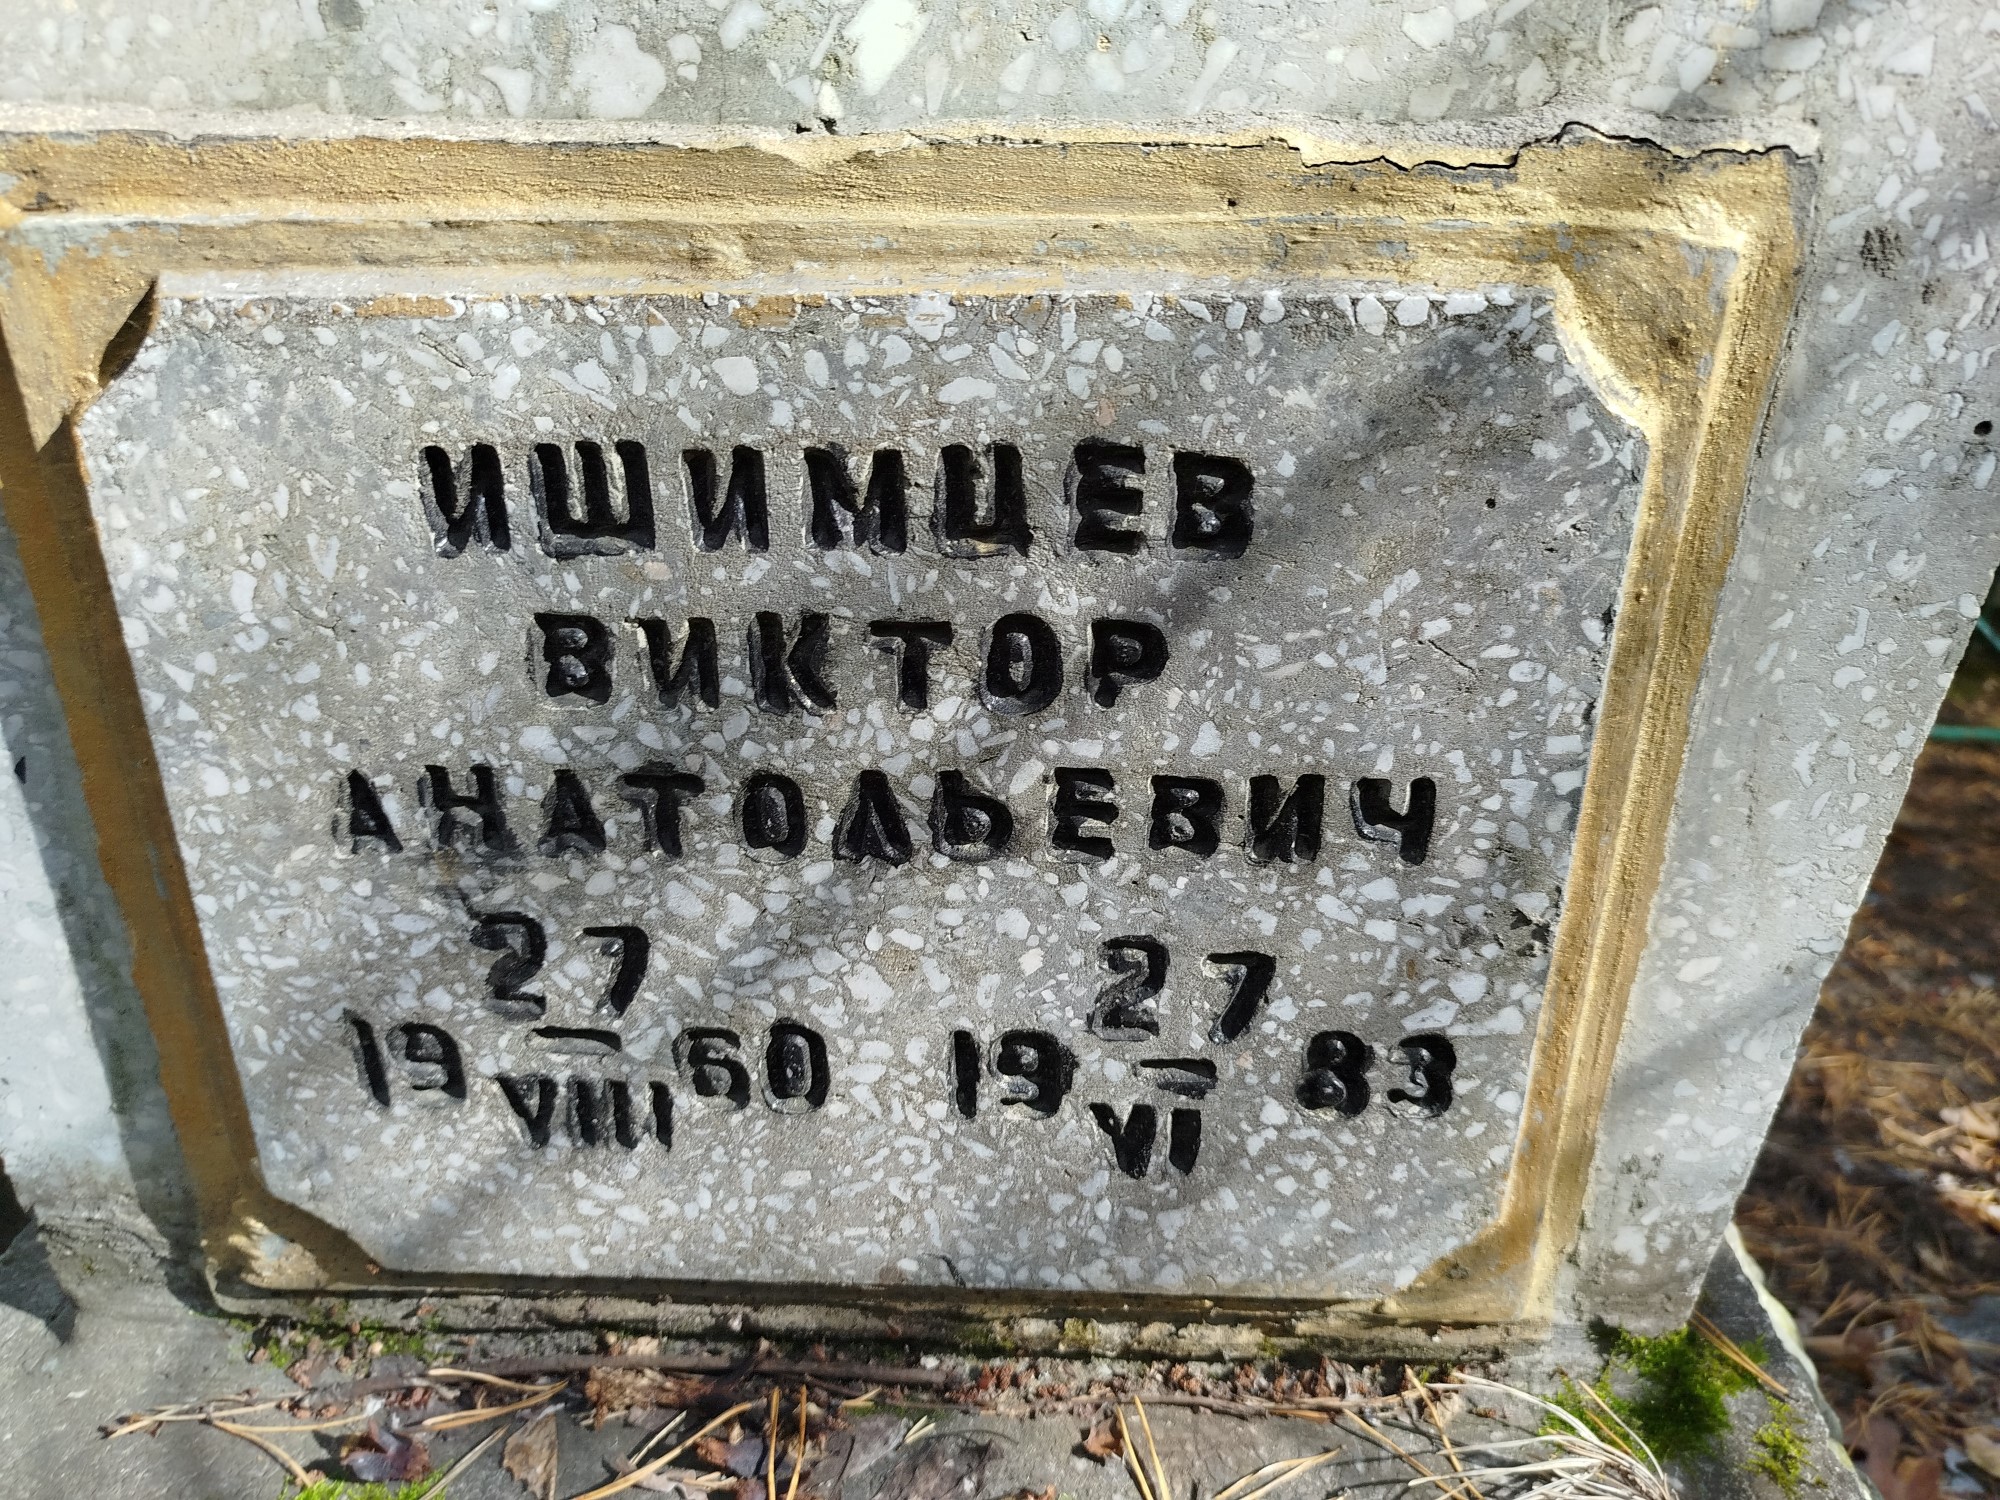 ИШИМЦЕВ
ВИКТОР
АНАТОЛЬЕВИЧ
27 27
19 — 60 19 — 83
VIII VI